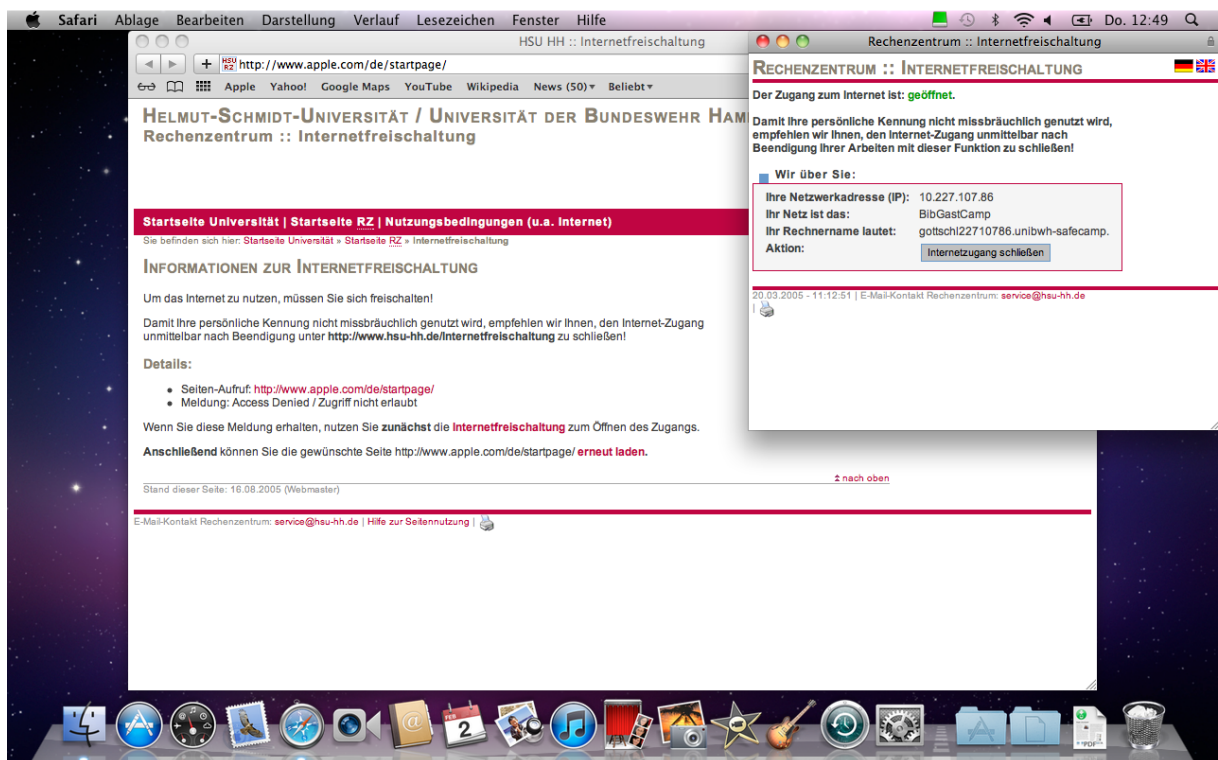 Safari Ablage Bearbeiten Darstellung Verlauf Lesezeichen Fenster Hilfe
Do. 12:49
HSU HH :: Internetfreischaltung
HSU
RZ
http://www.apple.com/de/startpage/
Apple Yahoo! Google Maps YouTube Wikipedia News (50) Beliebt
HELMUT-SCHMIDT-UNIVERSITÄT / UNIVERSITÄT DER BUNDESWEHR HAM
Rechenzentrum :: Internetfreischaltung
Startseite Universität | Startseite RZ | Nutzungsbedingungen (u.a. Internet)
Sie befinden sich hier: Startseite Universität » Startseite RZ » Internetfreischaltung
INFORMATIONEN ZUR INTERNETFREISCHALTUNG
Um das Internet zu nutzen, müssen Sie sich freischalten!
Damit Ihre persönliche Kennung nicht missbräuchlich genutzt wird, empfehlen wir Ihnen, den Internet-Zugang
unmittelbar nach Beendigung unter http://www.hsu-hh.de/Internetfreischaltung zu schließen!
Details:
• Seiten-Aufruf: http://www.apple.com/de/startpage/
• Meldung: Access Denied / Zugriff nicht erlaubt
Wenn Sie diese Meldung erhalten, nutzen Sie zunächst die Internetfreischaltung zum Öffnen des Zugangs.
Anschließend können Sie die gewünschte Seite http://www.apple.com/de/startpage/ erneut laden.
nach oben
Stand dieser Seite: 16.08.2005 (Webmaster)
E-Mail-Kontakt Rechenzentrum: service@hsu-hh.de | Hilfe zur Seitennutzung |
Rechenzentrum :: Internetfreischaltung
RECHENZENTRUM :: INTERNETFREISCHALTUNG
Der Zugang zum Internet ist: geöffnet.
Damit Ihre persönliche Kennung nicht missbräuchlich genutzt wird,
empfehlen wir Ihnen, den Internet-Zugang unmittelbar nach
Beendigung Ihrer Arbeiten mit dieser Funktion zu schließen!
Wir über Sie:
Ihre Netzwerkadresse (IP): 10.227.107.86
Ihr Netz ist das: BibGastCamp
Ihr Rechnername lautet: gottschl22710786.unibwh-safecamp.
Aktion: Internetzugang schließen
20.03.2005 - 11:12:51 | E-Mail-Kontakt Rechenzentrum: service@hsu-hh.de
|
FEB
2
PDF